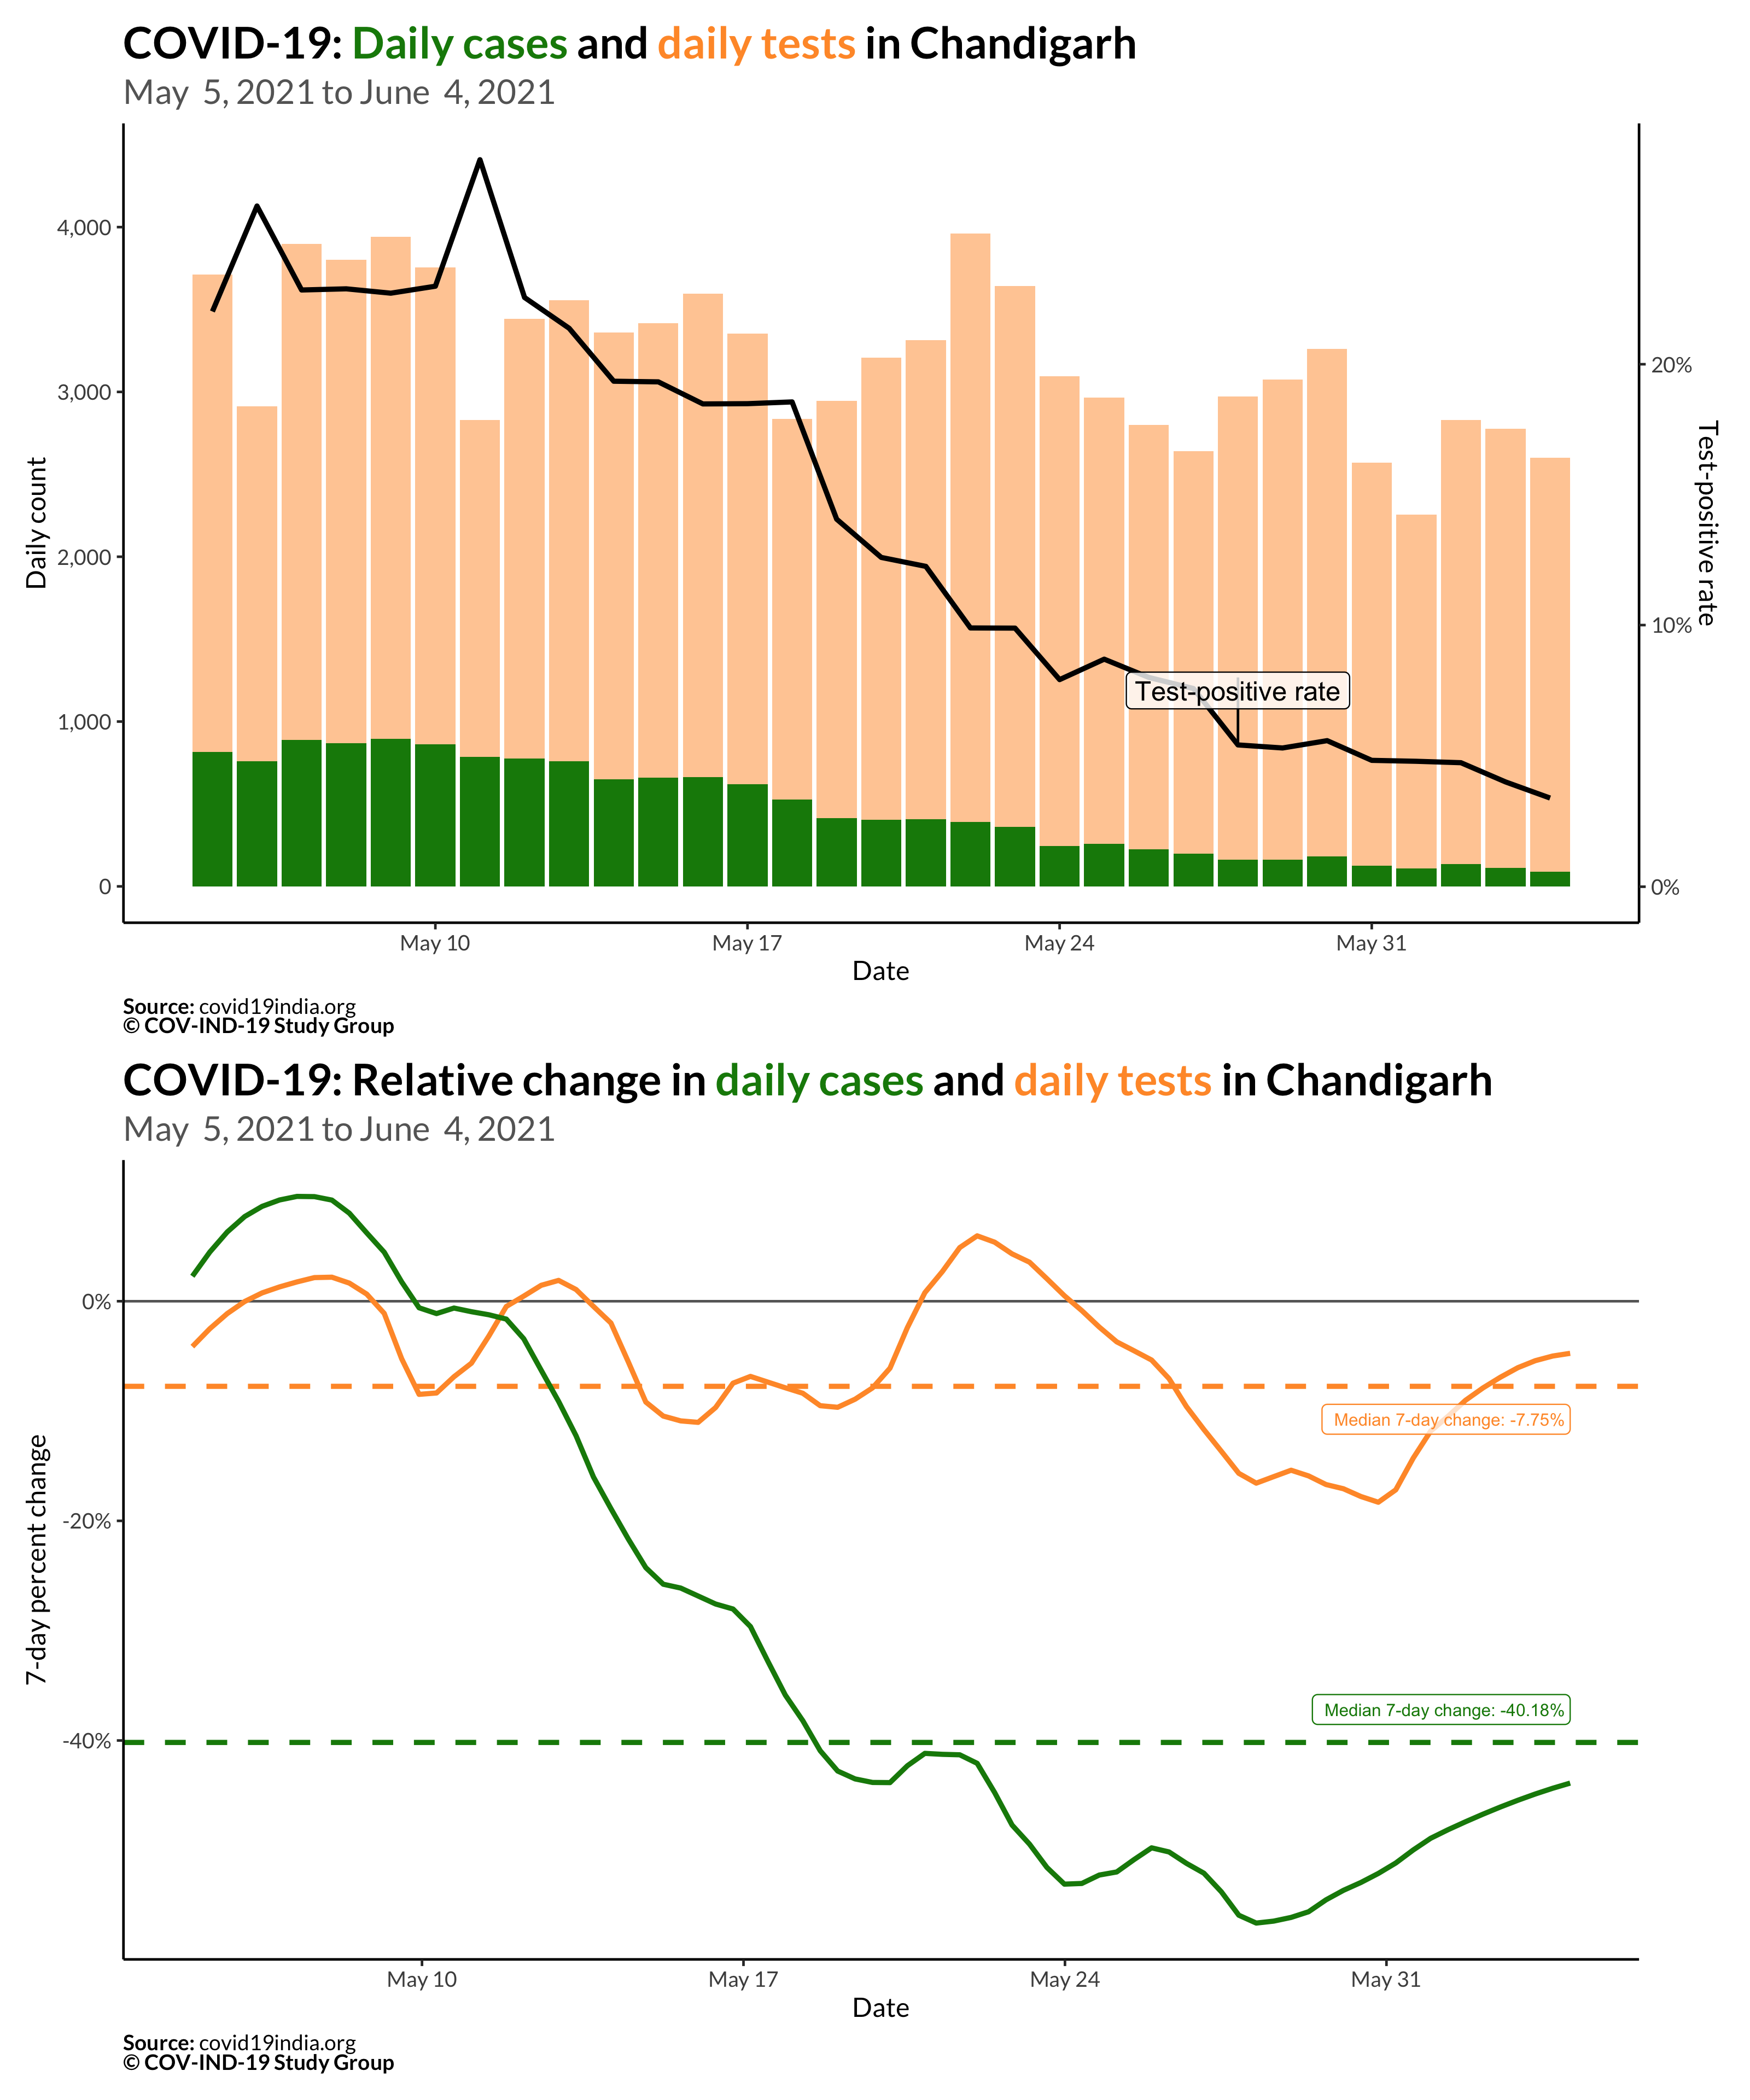 COVID-19: Daily cases and daily tests in Chandigarh
May 5, 2021 to June 4, 2021
4,000
3,000
2,000
1,000
0
Daily count
20%
10%
0%
Test-positive rate
Test-positive rate
May 10
May 17
May 24
May 31
Date
Source: covid19india.org
© COV-IND-19 Study Group
COVID-19: Relative change in daily cases and daily tests in Chandigarh
May 5, 2021 to June 4, 2021
0%
-20%
-40%
7-day percent change
Median 7-day change: -7.75%
Median 7-day change: -40.18%
May 10
May 17
May 24
May 31
Date
Source: covid19india.org
© COV-IND-19 Study Group